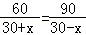 60/(30+x) = 90/(30−x)